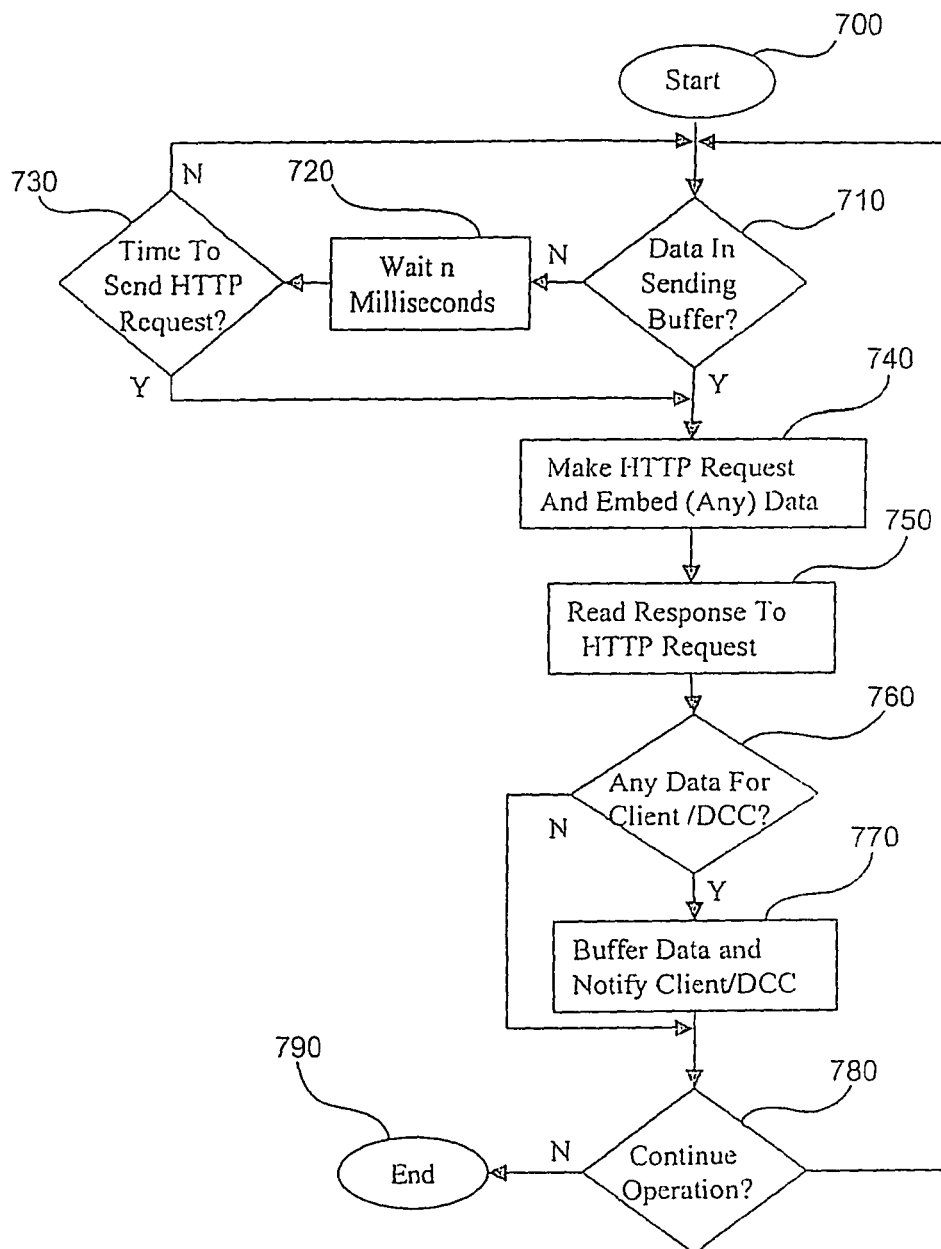 700
Start
730
N
720
710
Time To
Send HTTP
Request?
Wait n
Milliseconds
N
Data In
Sending
Buffer?
Y
Y
740
Make HTTP Request
And Embed (Any) Data
750
Read Response To
HTTP Request
760
Any Data For
Client /DCC?
N
770
Y
Buffer Data and
Notify Client/DCC
790
780
End
N
Continue
Operation?